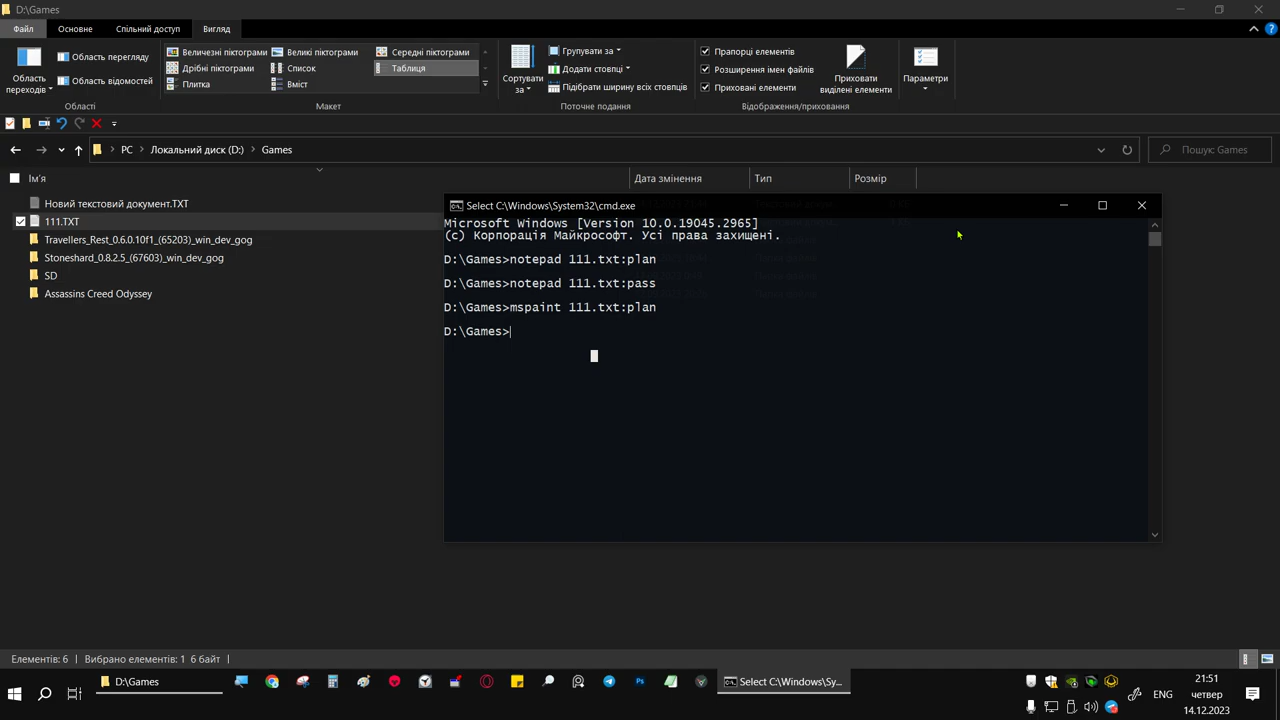 D:\Games
Файл Основне Спільний доступ Вигляд
Область переходів
Область перегляду
Область відомостей
Області
Величезні піктограми Великі піктограми Середні піктограми
Дрібні піктограми Список Таблиця
Плитка Вміст
Макет
Сортувати за
Групувати за
Додати стовпці
Підібрати ширину всіх стовпців
Поточне подання
Прапорці елементів
Розширення імен файлів
Приховані елементи
Приховати виділені елементи
Відображення/приховання
Параметри
PC Локальний диск (D:) Games
Пошук: Games
Ім'я Дата змінення Тип Розмір
Новий текстовий документ.TXT
111.TXT
Travellers_Rest_0.6.0.10f1_(65203)_win_dev_gog
Stoneshard_0.8.2.5_(67603)_win_dev_gog
SD
Assassins Creed Odyssey
Select C:\Windows\System32\cmd.exe
Microsoft Windows [Version 10.0.19045.2965]
(c) Корпорація Майкрософт. Усі права захищені.
D:\Games>notepad 111.txt:plan
D:\Games>notepad 111.txt:pass
D:\Games>mspaint 111.txt:plan
D:\Games>
Елементів: 6 Вибрано елементів: 1 6 байт
D:\Games
Select C:\Windows\Sy...
ENG
21:51
четвер
14.12.2023